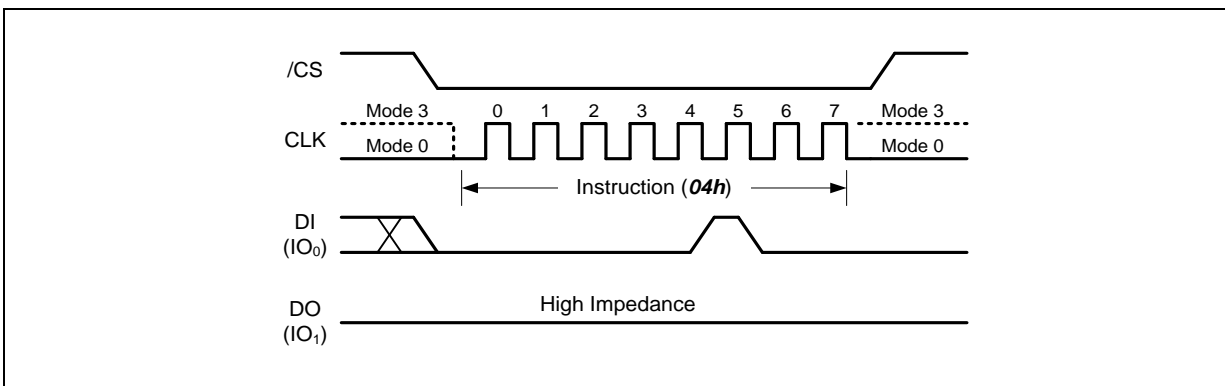 /CS
Mode 3 0 1 2 3 4 5 6 7 Mode 3
CLK
Mode 0 Mode 0
Instruction (04h)
DI
(IO₀)
High Impedance
DO
(IO₁)